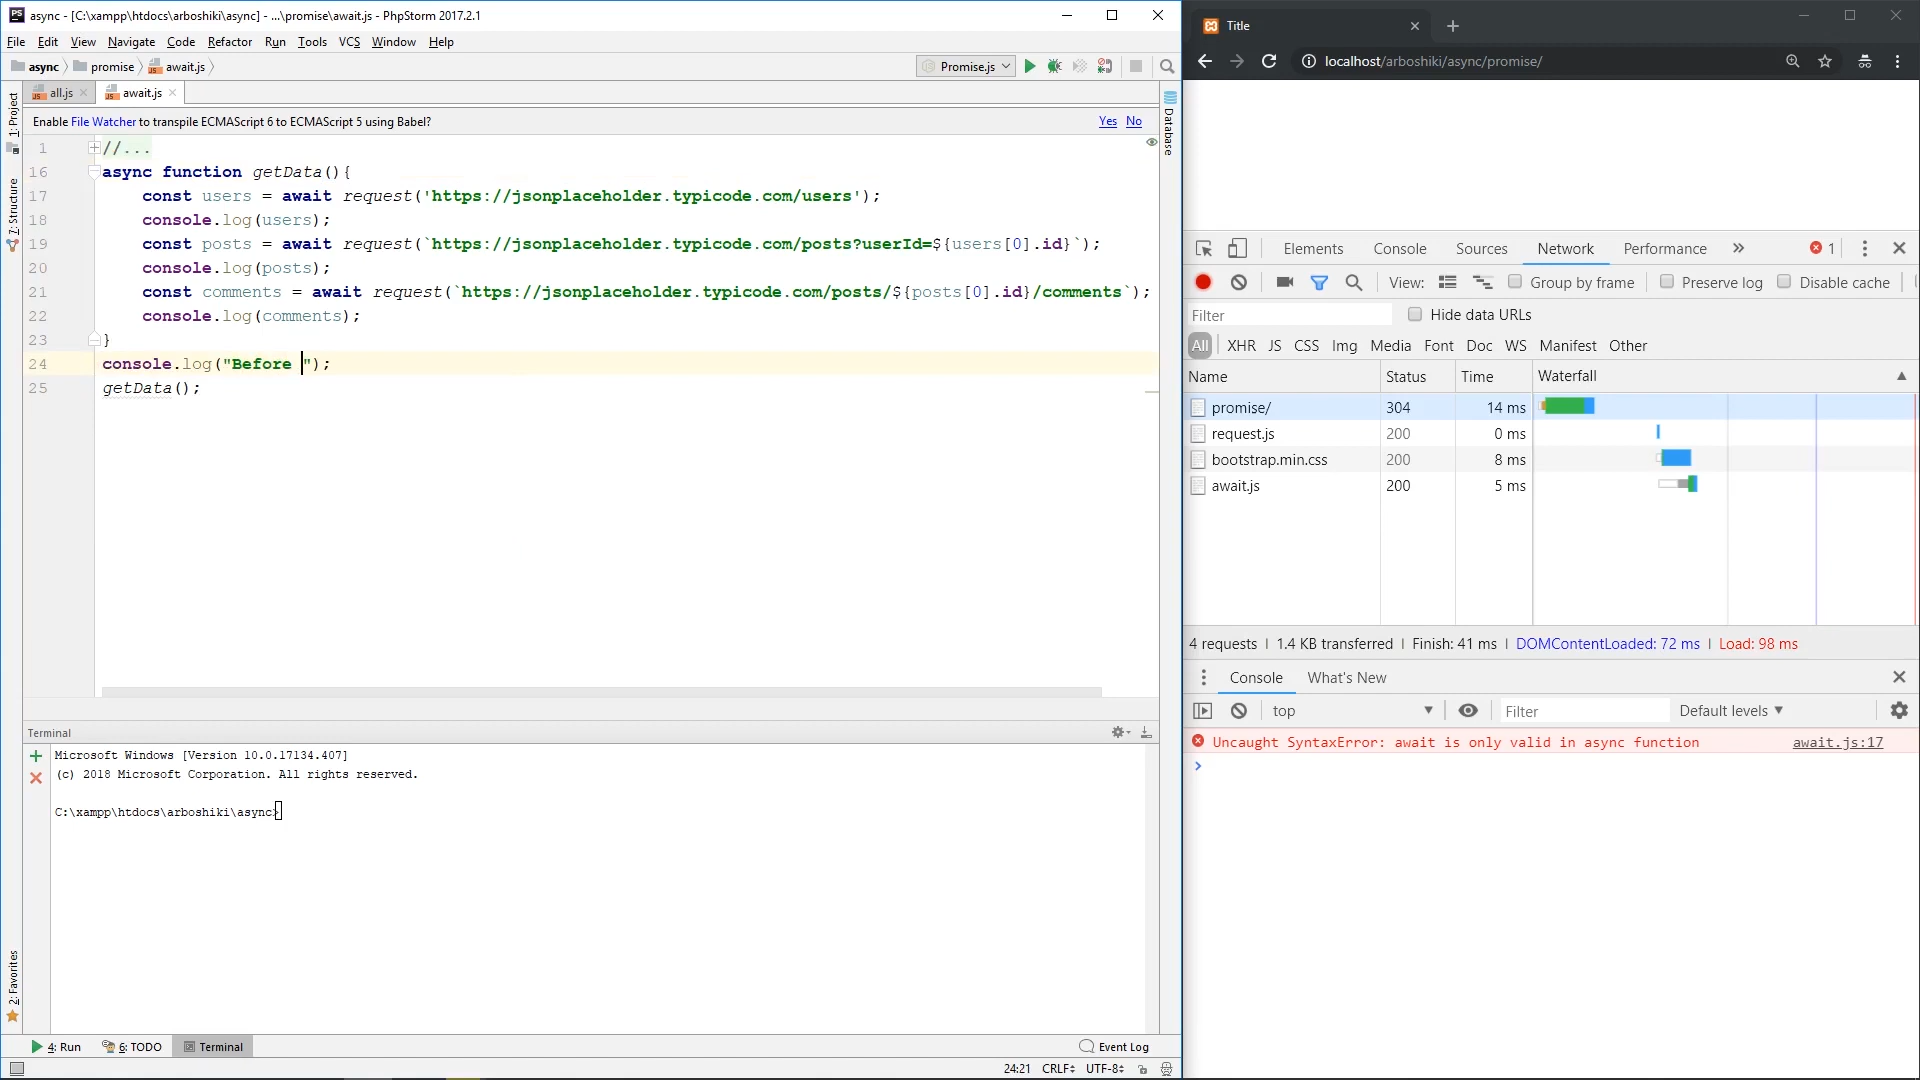 async - [C:\xampp\htdocs\arboshiki\async] - ...\promise\await.js - PhpStorm 2017.2.1
File Edit View Navigate Code Refactor Run Tools VCS Window Help
async promise await.js
Promise.js
1: Project
7: Structure
2: Favorites
all.js
await.js
Enable File Watcher to transpile ECMAScript 6 to ECMAScript 5 using Babel?
Yes No
Database
1 //...
16 async function getData(){
17 const users = await request('https://jsonplaceholder.typicode.com/users');
18 console.log(users);
19 const posts = await request(`https://jsonplaceholder.typicode.com/posts?userId=${users[0].id}`);
20 console.log(posts);
21 const comments = await request(`https://jsonplaceholder.typicode.com/posts/${posts[0].id}/comments`);
22 console.log(comments);
23 }
24 console.log("Before ");
25 getData();
Terminal
Microsoft Windows [Version 10.0.17134.407]
(c) 2018 Microsoft Corporation. All rights reserved.
C:\xampp\htdocs\arboshiki\async>
4: Run 6: TODO Terminal
Event Log
24:21 CRLF UTF-8
Title
localhost/arboshiki/async/promise/
Elements Console Sources Network Performance » 1
View: Group by frame Preserve log Disable cache
Filter Hide data URLs
All XHR JS CSS Img Media Font Doc WS Manifest Other
Name Status Time Waterfall
promise/ 304 14 ms
request.js 200 0 ms
bootstrap.min.css 200 8 ms
await.js 200 5 ms
4 requests | 1.4 KB transferred | Finish: 41 ms | DOMContentLoaded: 72 ms | Load: 98 ms
Console What's New
top Filter Default levels
Uncaught SyntaxError: await is only valid in async function await.js:17